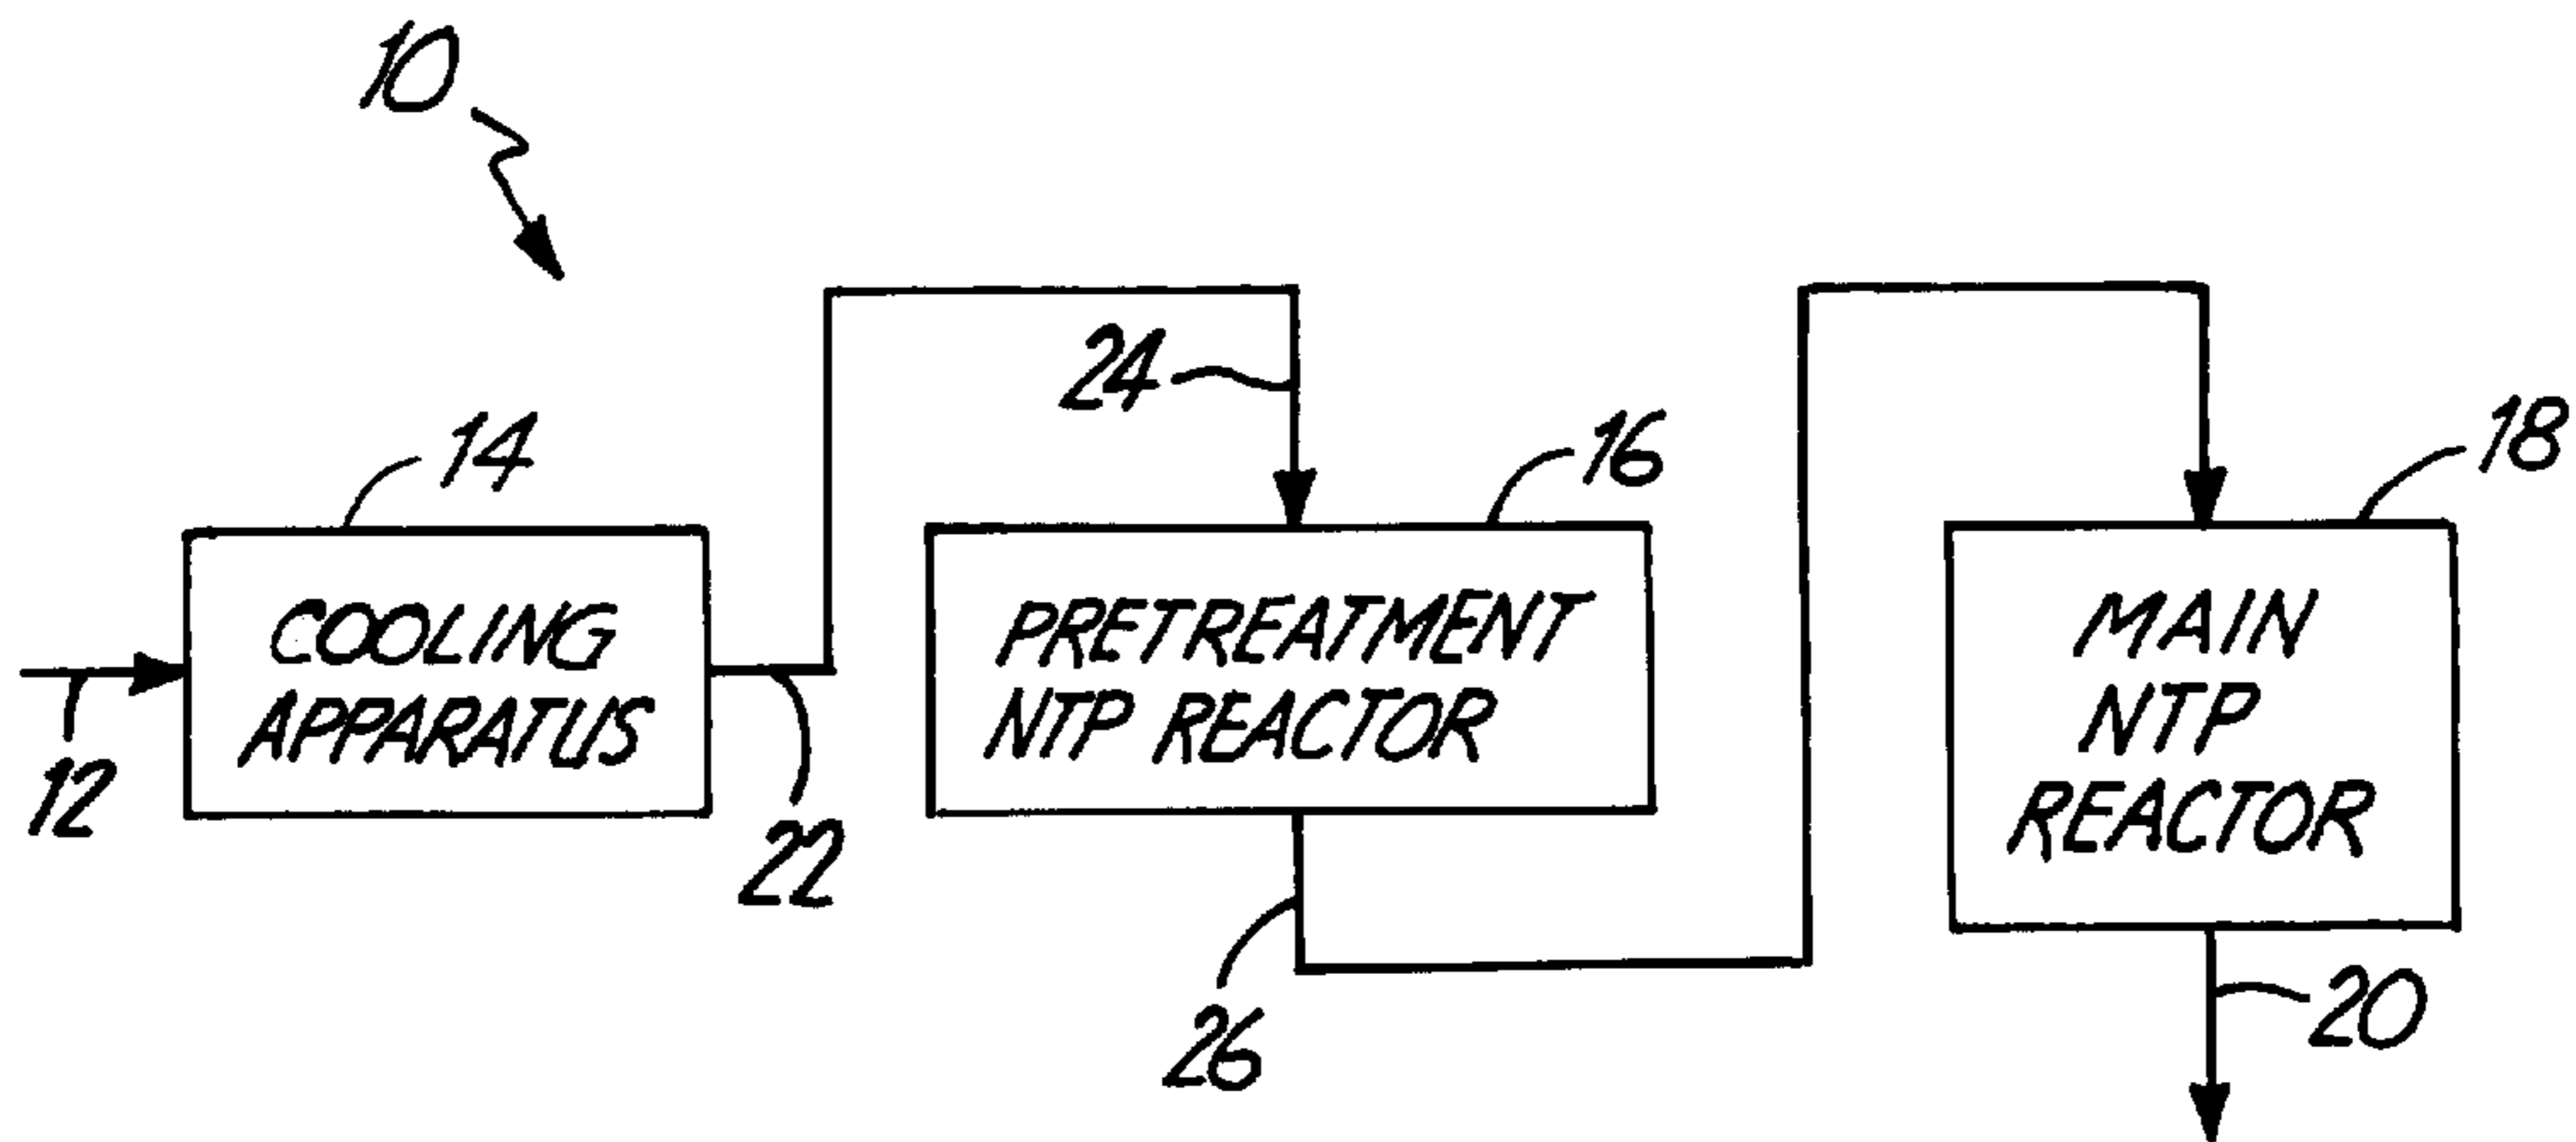 10
24
14
16
18
COOLING
APPARATUS
PRETREATMENT
NTP REACTOR
MAIN
NTP
REACTOR
12
22
26
20